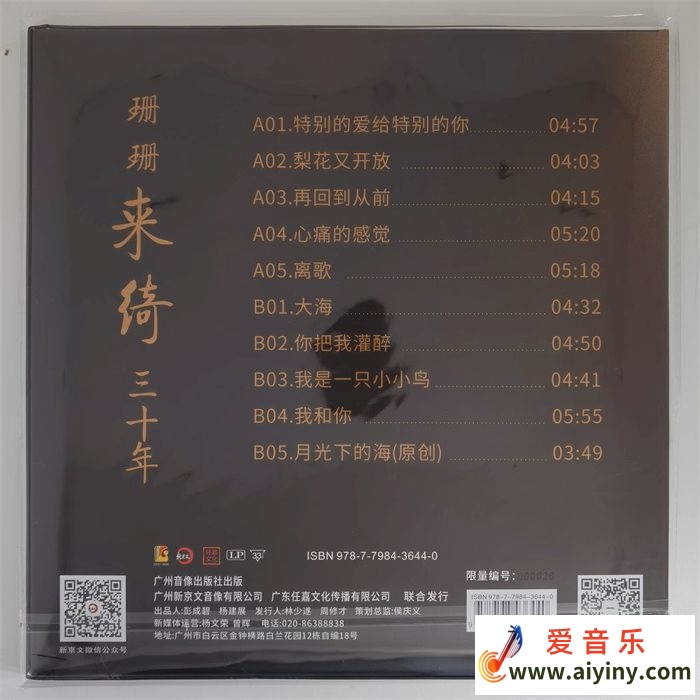 珊珊来绮三十年
A01.特别的爱给特别的你 04:57
A02.梨花又开放 04:03
A03.再回到从前 04:15
A04.心痛的感觉 05:20
A05.离歌 05:18
B01.大海 04:32
B02.你把我灌醉 04:50
B03.我是一只小小鸟 04:41
B04.我和你 05:55
B05.月光下的海(原创) 03:49
LP 33
ISBN 978-7-7984-3644-0
广州音像出版社出版
限量编号:000026
广州新京文音像有限公司 广东任嘉文化传播有限公司 联合发行
出品人:彭成碧 杨建展 发行人:林少遂 周修才 策划总监:侯庆义
新媒体运营:杨文荣 曾辉 电话:020-86388838
地址:广州市白云区金钟横路白兰花园12栋自编18号
新京文微信公众号
ISBN 978-7-7984-3644-0
爱音乐
www.aiyiny.com